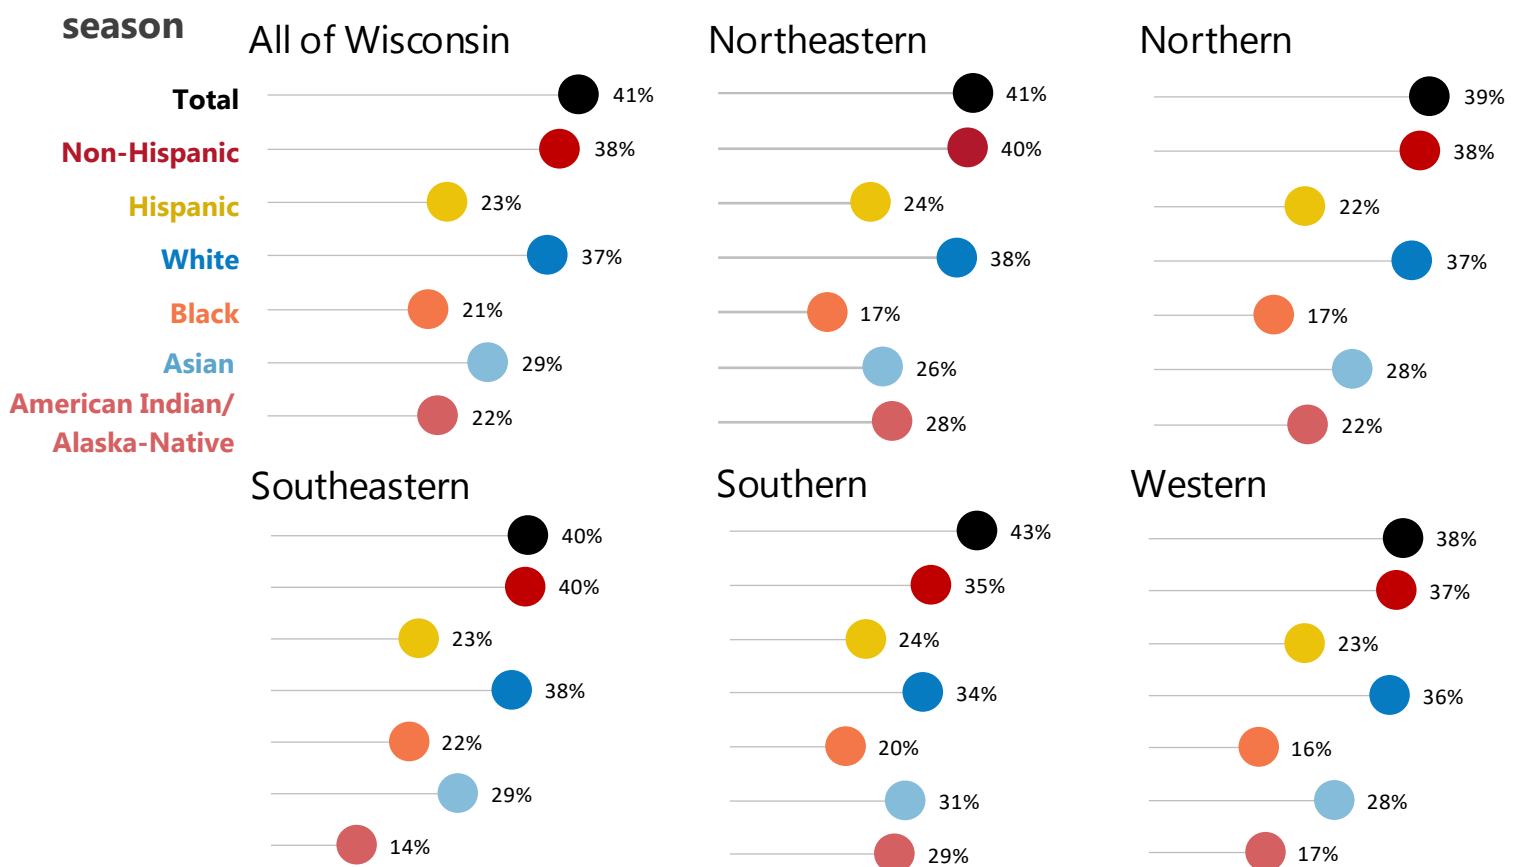 season
All of Wisconsin
Northeastern
Northern
Total
41%
41%
39%
Non-Hispanic
38%
40%
38%
Hispanic
23%
24%
22%
White
37%
38%
37%
Black
21%
17%
17%
Asian
29%
26%
28%
American Indian/
Alaska-Native
22%
28%
22%
Southeastern
Southern
Western
40%
43%
38%
40%
35%
37%
23%
24%
23%
38%
34%
36%
22%
20%
16%
29%
31%
28%
14%
29%
17%